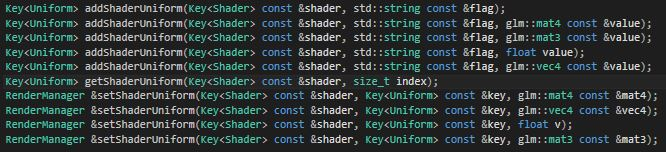 Key<Uniform> addShaderUniform(Key<Shader> const &shader, std::string const &flag);
Key<Uniform> addShaderUniform(Key<Shader> const &shader, std::string const &flag, glm::mat4 const &value);
Key<Uniform> addShaderUniform(Key<Shader> const &shader, std::string const &flag, glm::mat3 const &value);
Key<Uniform> addShaderUniform(Key<Shader> const &shader, std::string const &flag, float value);
Key<Uniform> addShaderUniform(Key<Shader> const &shader, std::string const &flag, glm::vec4 const &value);
Key<Uniform> getShaderUniform(Key<Shader> const &shader, size_t index);
RenderManager &setShaderUniform(Key<Shader> const &shader, Key<Uniform> const &key, glm::mat4 const &mat4);
RenderManager &setShaderUniform(Key<Shader> const &shader, Key<Uniform> const &key, glm::vec4 const &vec4);
RenderManager &setShaderUniform(Key<Shader> const &shader, Key<Uniform> const &key, float v);
RenderManager &setShaderUniform(Key<Shader> const &shader, Key<Uniform> const &key, glm::mat3 const &mat3);